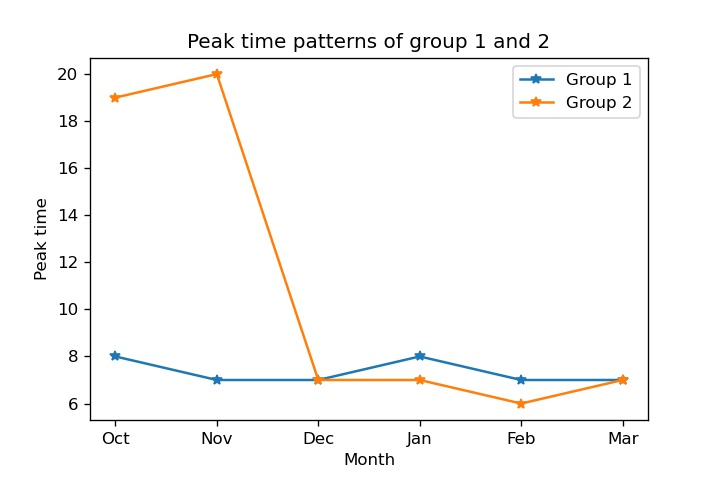 Peak time patterns of group 1 and 2
Group 1
Group 2
Peak time
20
18
16
14
12
10
8
6
Oct Nov Dec Jan Feb Mar
Month